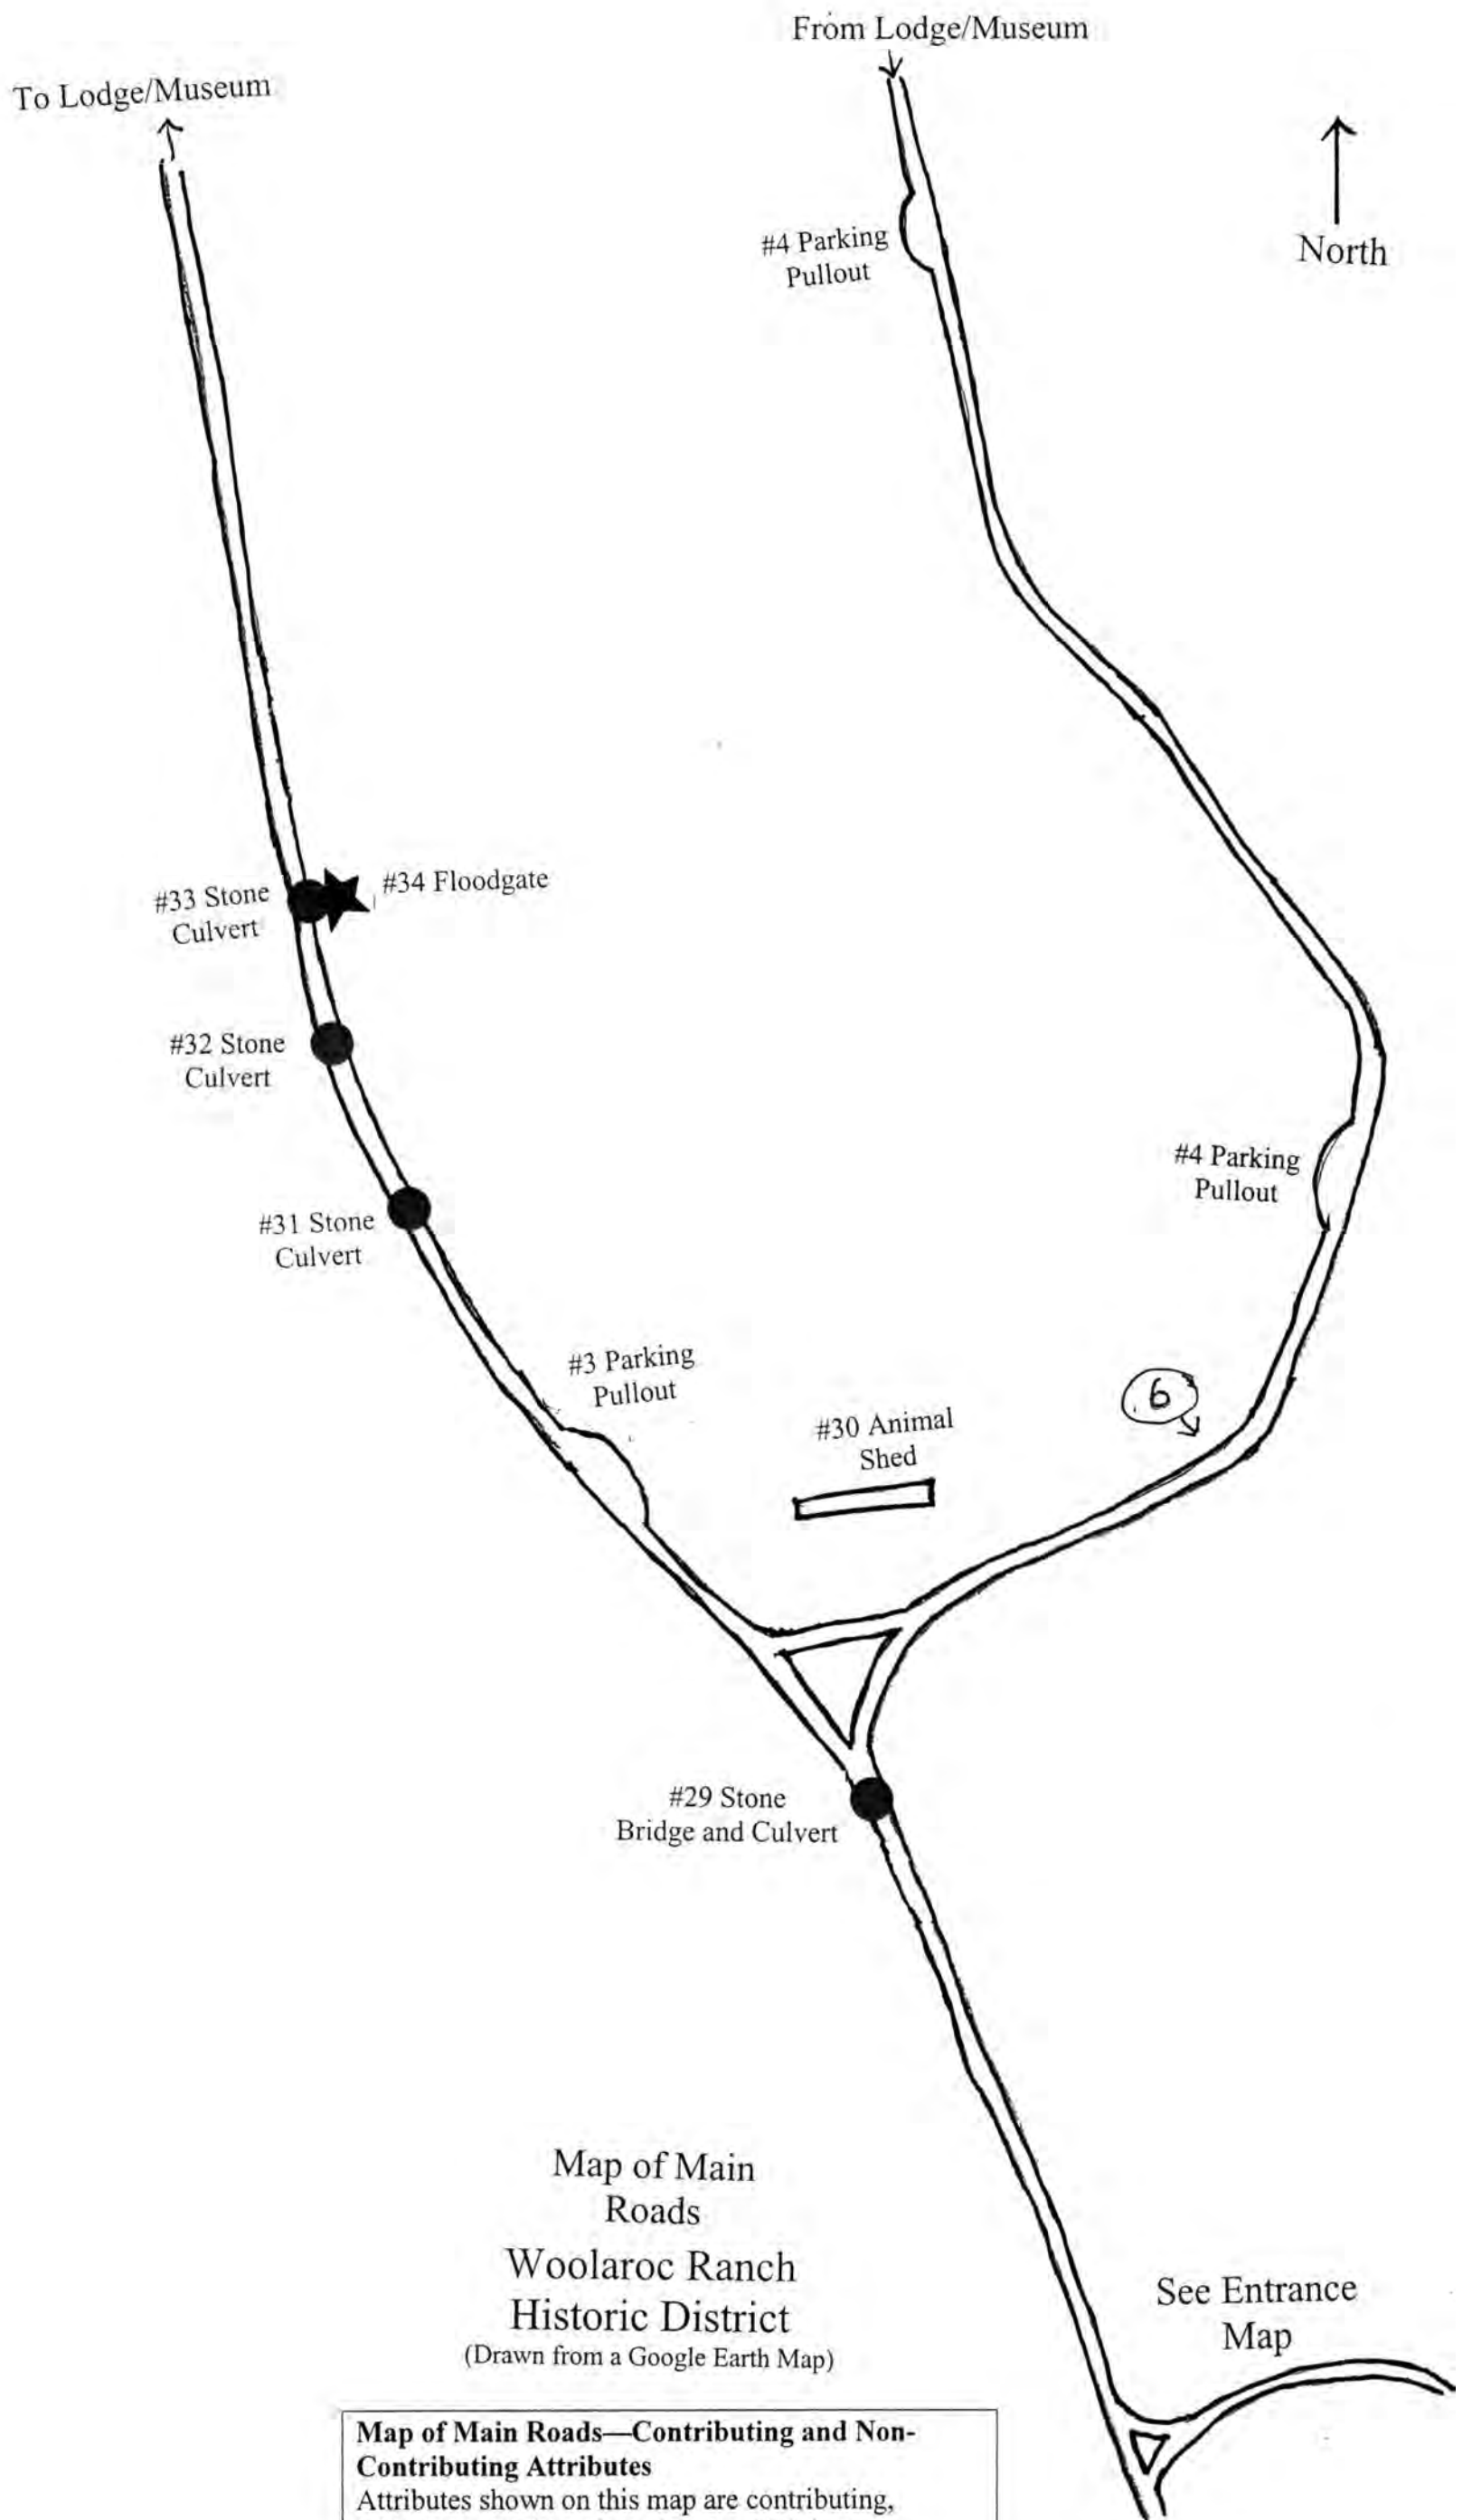 From Lodge/Museum
To Lodge/Museum
#4 Parking
Pullout
North
#33 Stone
Culvert
#34 Floodgate
#32 Stone
Culvert
#4 Parking
Pullout
#31 Stone
Culvert
#3 Parking
Pullout
6
#30 Animal
Shed
#29 Stone
Bridge and Culvert
Map of Main
Roads
Woolaroc Ranch
Historic District
(Drawn from a Google Earth Map)
See Entrance
Map
Map of Main Roads—Contributing and Non-
Contributing Attributes
Attributes shown on this map are contributing,